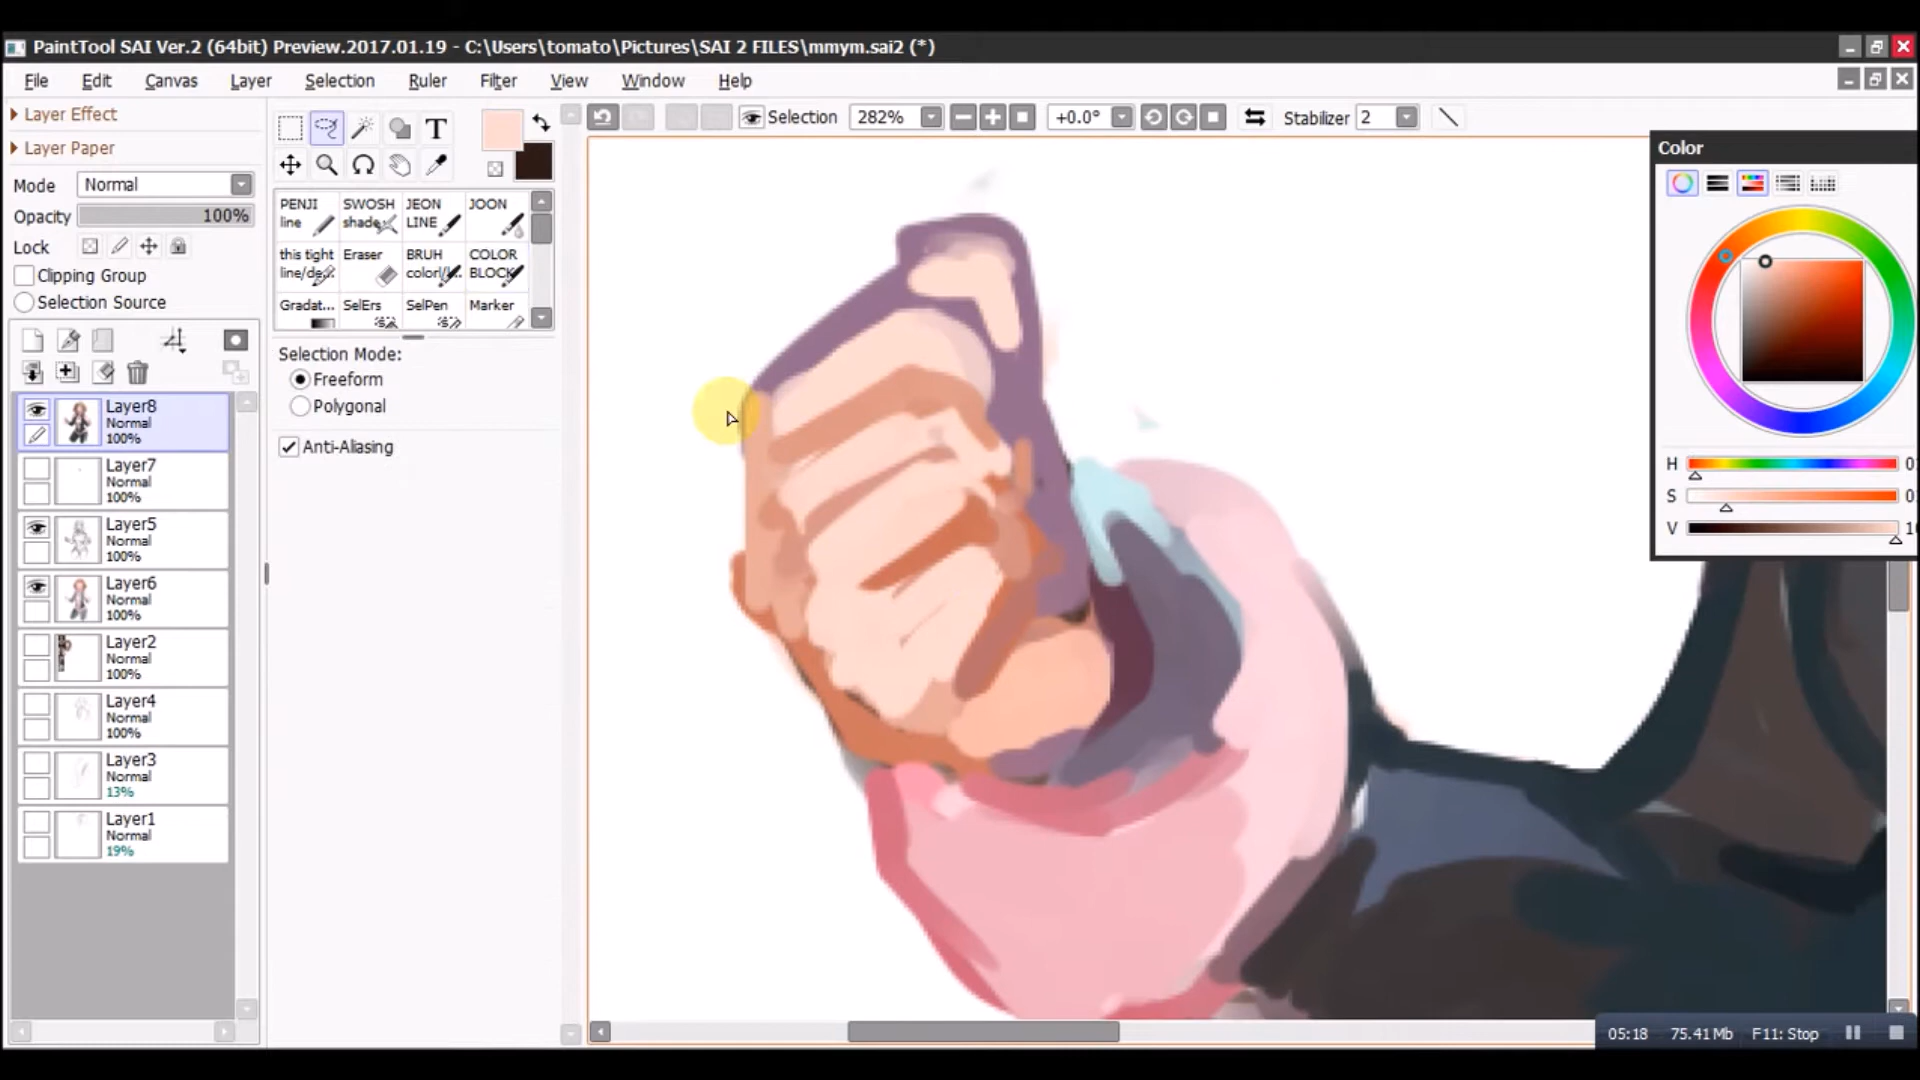 PaintTool SAI Ver.2 (64bit) Preview.2017.01.19 - C:\Users\tomato\Pictures\SAI 2 FILES\mmym.sai2 (*)
File Edit Canvas Layer Selection Ruler Filter View Window Help
Layer Effect
Layer Paper
Mode Normal
Opacity 100%
Lock
Clipping Group
Selection Source
Layer8
Normal
100%
Layer7
Normal
100%
Layer5
Normal
100%
Layer6
Normal
100%
Layer2
Normal
100%
Layer4
Normal
100%
Layer3
Normal
13%
Layer1
Normal
19%
T
PENJI
line
SWOSH
shade
JEON
LINE
JOON
this tight
line/de..
Eraser
BRUH
color/l..
COLOR
BLOCK
Gradat...
SelErs
SelPen
Marker
Selection Mode:
Freeform
Polygonal
Anti-Aliasing
Selection 282% +0.0° Stabilizer 2
Color
H 0
S 0
V 1
05:18 75.41Mb F11: Stop